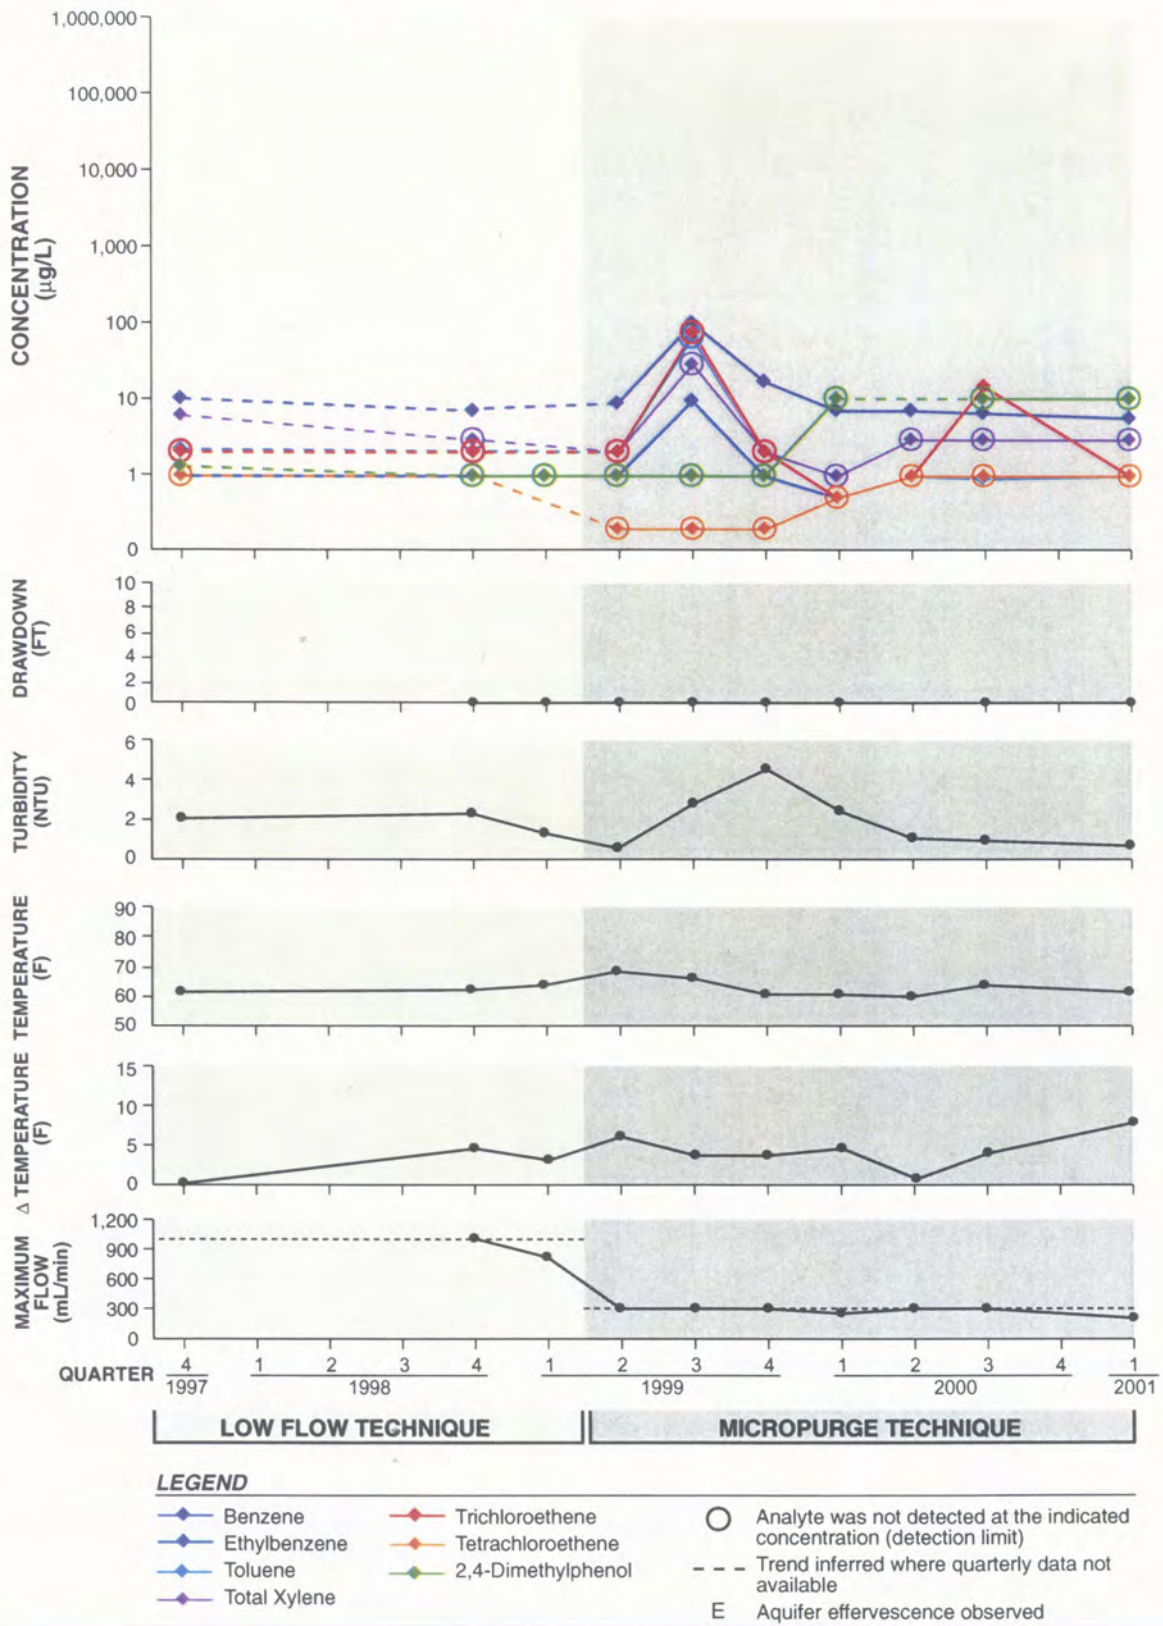 CONCENTRATION
(µg/L)
1,000,000
100,000
10,000
1,000
100
10
1
0
DRAWDOWN
(FT)
10
8
6
4
2
0
TURBIDITY
(NTU)
6
4
2
0
TEMPERATURE
(F)
90
80
70
60
50
Δ TEMPERATURE
(F)
15
10
5
0
MAXIMUM
FLOW
(mL/min)
1,200
900
600
300
0
QUARTER 4 1 2 3 4 1 2 3 4 1 2 3 4 1
1997 1998 1999 2000 2001
LOW FLOW TECHNIQUE MICROPURGE TECHNIQUE
LEGEND
Benzene
Ethylbenzene
Toluene
Total Xylene
Trichloroethene
Tetrachloroethene
2,4-Dimethylphenol
Analyte was not detected at the indicated
concentration (detection limit)
Trend inferred where quarterly data not
available
E Aquifer effervescence observed